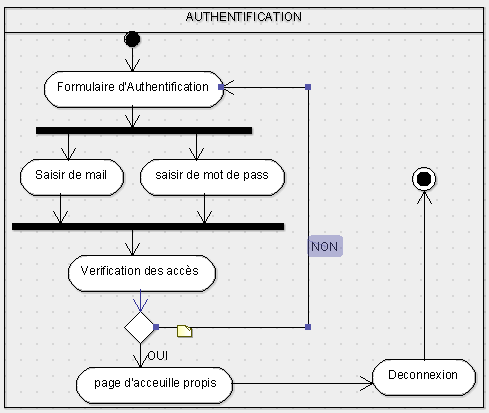 AUTHENTIFICATION
Formulaire d'Authentification
Saisir de mail
saisir de mot de pass
NON
Verification des accès
OUI
page d'acceuille propis
Deconnexion